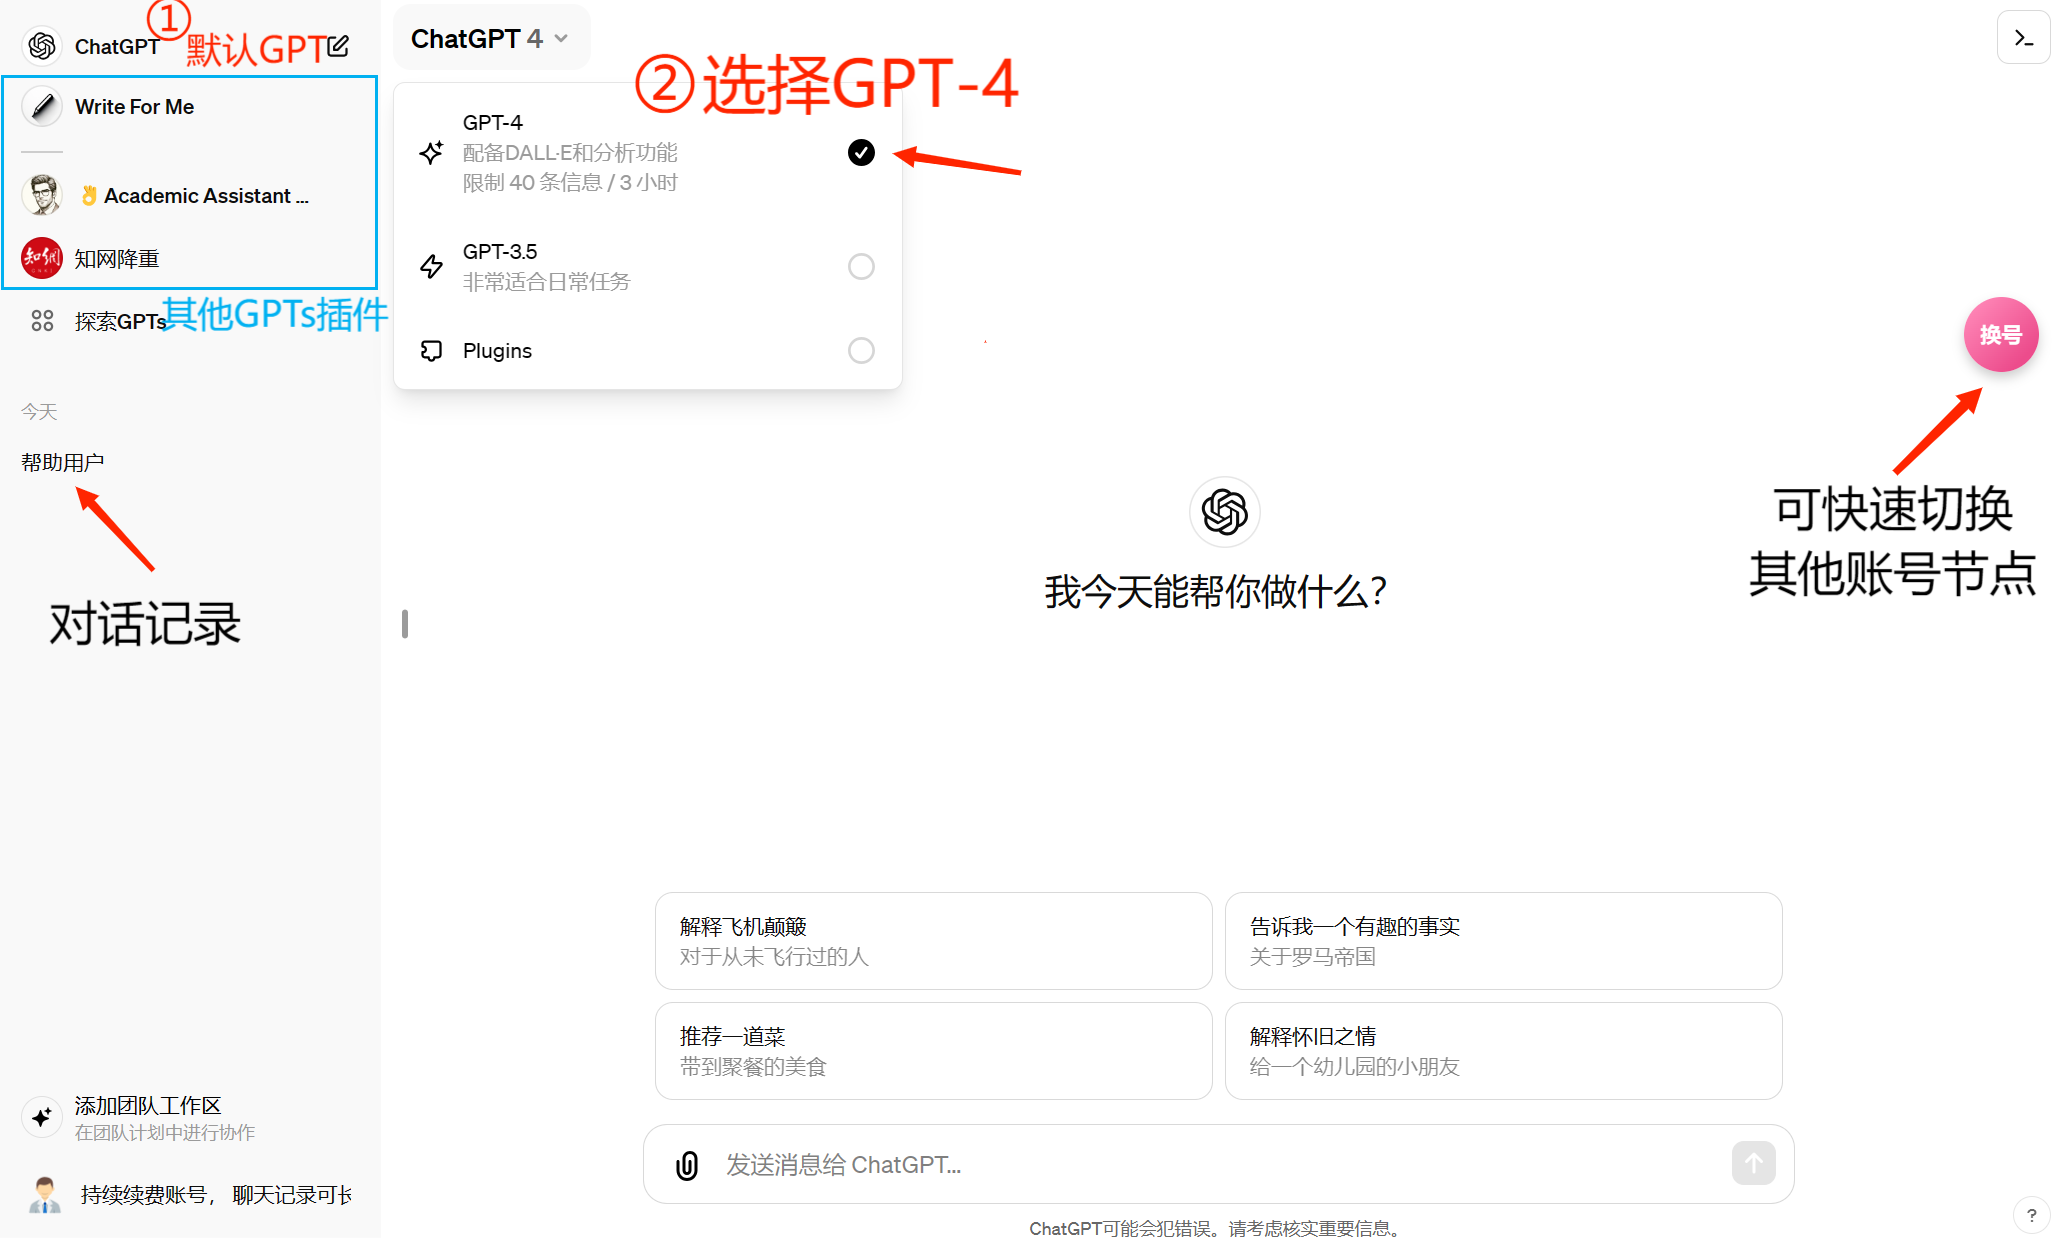 ①
ChatGPT
默认GPT
Write For Me
👌Academic Assistant ...
知网
CNKI
知网降重
探索GPTs
其他GPTs插件
今天
帮助用户
对话记录
添加团队工作区
在团队计划中进行协作
持续续费账号，聊天记录可长
ChatGPT 4
②选择GPT-4
GPT-4
配备DALL·E和分析功能
限制 40 条信息 / 3 小时
GPT-3.5
非常适合日常任务
Plugins
换号
可快速切换
其他账号节点
我今天能帮你做什么？
解释飞机颠簸
对于从未飞行过的人
告诉我一个有趣的事实
关于罗马帝国
推荐一道菜
带到聚餐的美食
解释怀旧之情
给一个幼儿园的小朋友
发送消息给 ChatGPT...
ChatGPT可能会犯错误。请考虑核实重要信息。
?